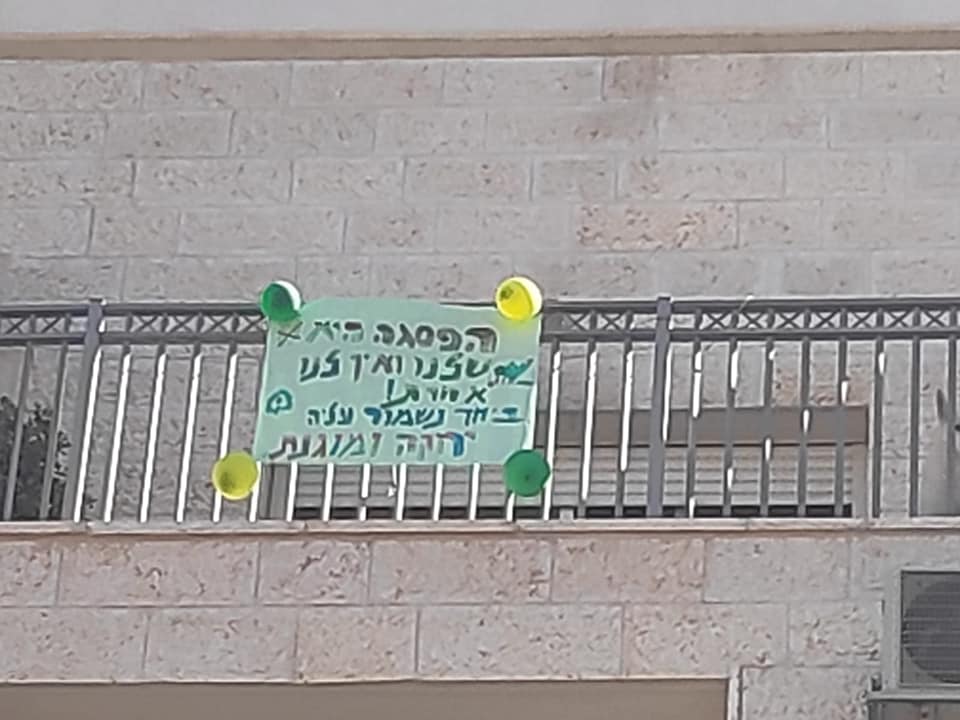 הפסגה היא
שלנו ואין לנו
אחרת!
ביחד נשמור עליה
ירוקה ומוגנת